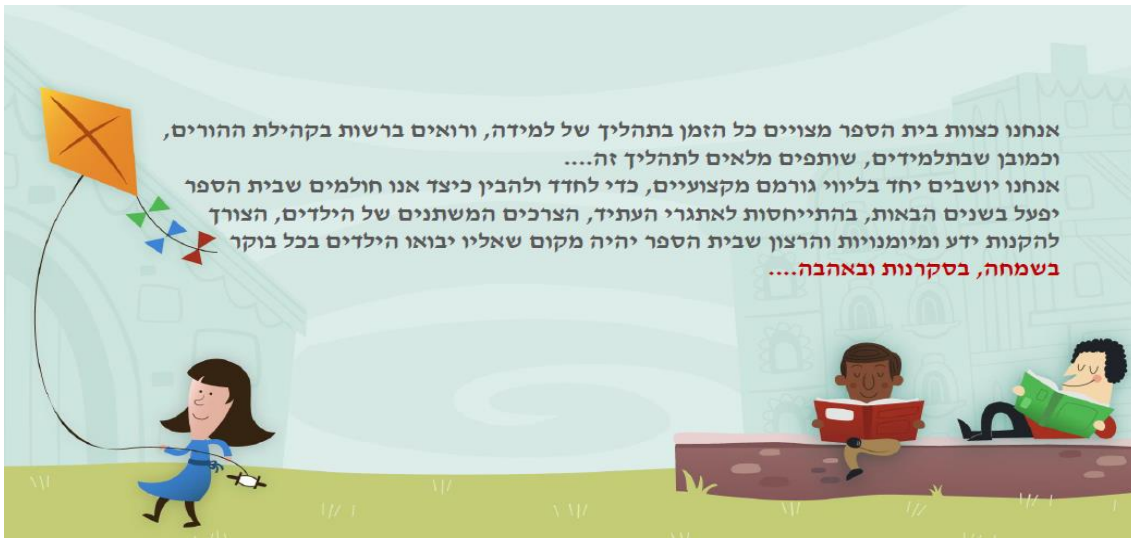 אנחנו כצוות בית הספר מצויים כל הזמן בתהליך של למידה, ורואים ברשות בקהילת ההורים,
וכמובן שבתלמידים, שותפים מלאים לתהליך זה....
אנחנו יושבים יחד בליווי גורמם מקצועיים, כדי לחדד ולהבין כיצד אנו חולמים שבית הספר
יפעל בשנים הבאות, בהתייחסות לאתגרי העתיד, הצרכים המשתנים של הילדים, הצורך
להקנות ידע ומיומנויות והרצון שבית הספר יהיה מקום שאליו יבואו הילדים בכל בוקר
בשמחה, בסקרנות ובאהבה....